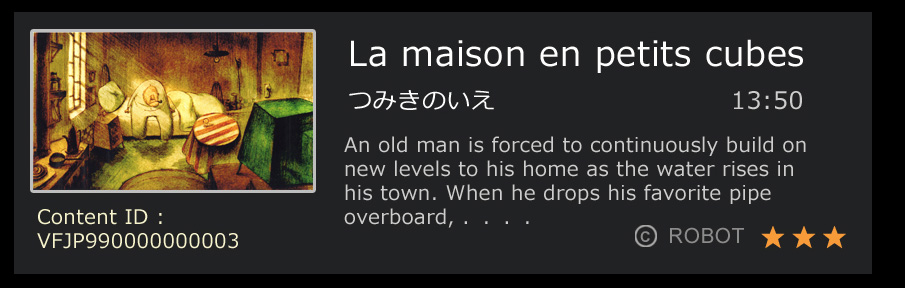 La maison en petits cubes
つみきのいえ 13:50
An old man is forced to continuously build on
new levels to his home as the water rises in
his town. When he drops his favorite pipe
overboard, . . . .
Content ID :
VFJP990000000003
© ROBOT ★★★